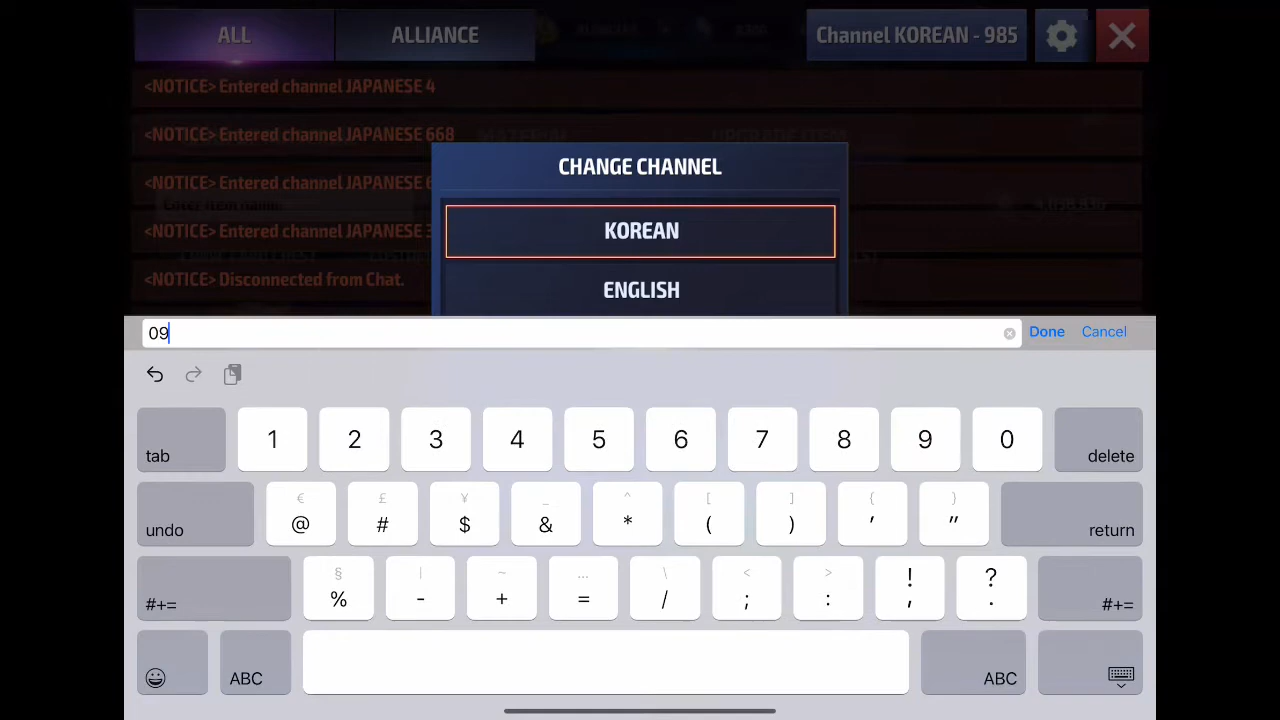 ALL
ALLIANCE
Channel KOREAN - 985
<NOTICE> Entered channel JAPANESE 4
<NOTICE> Entered channel JAPANESE 668
UPGRADE ITEM
<NOTICE> Entered channel JAPANESE 6
<NOTICE> Entered channel JAPANESE 3
<NOTICE> Disconnected from Chat.
CHANGE CHANNEL
KOREAN
ENGLISH
09
Done
Cancel
tab
1 2 3 4 5 6 7 8 9 0
delete
undo
€ £ ¥ _ ^ [ ] { }
@ # $ & * ( ) ' "
return
#+=
§ | ~ … \ < > ! ?
% - + = / ; : , .
#+=
ABC
ABC